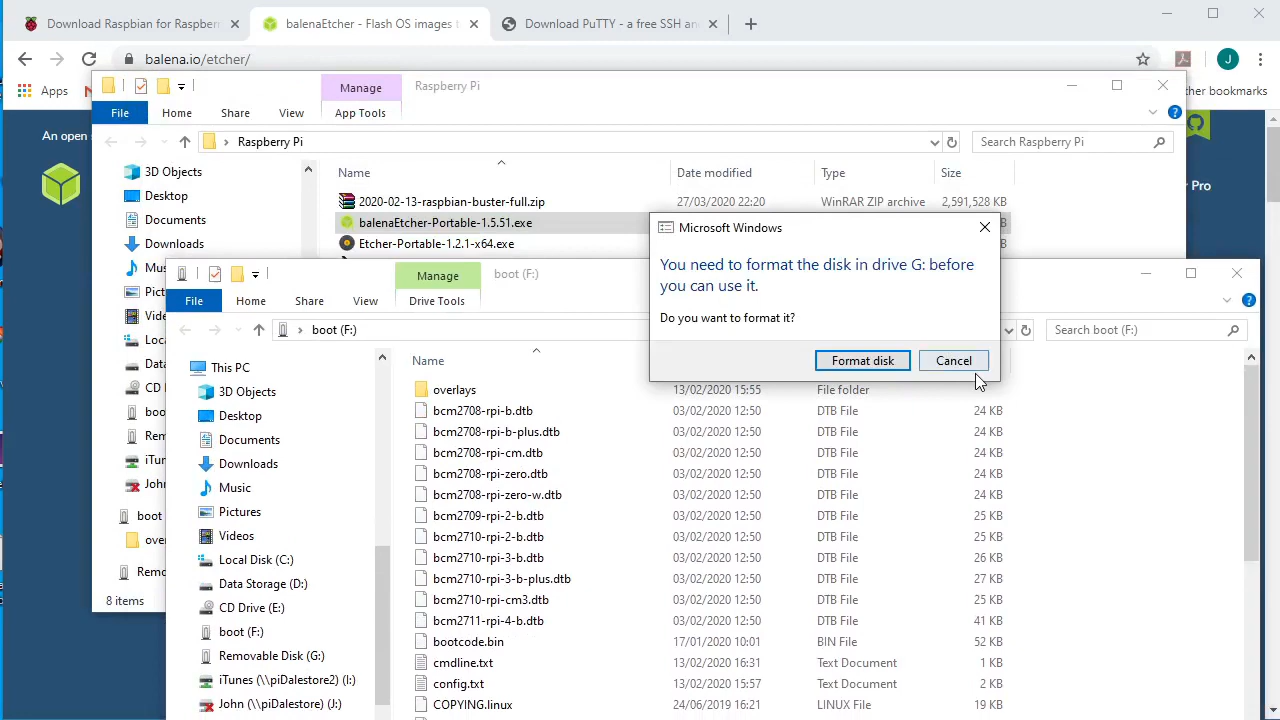 Download Raspbian for Raspberr
balenaEtcher - Flash OS images t
Download PuTTY - a free SSH an
balena.io/etcher/
J
Apps
ther bookmarks
An open
Pro
Manage
Raspberry Pi
File
Home
Share
View
App Tools
Raspberry Pi
Search Raspberry Pi
3D Objects
Desktop
Documents
Downloads
Mus
Pict
Vide
Loca
Data
CD
boo
Rem
iTun
John
boot
over
Remo
8 items
Name
Date modified
Type
Size
2020-02-13-raspbian-buster-full.zip
27/03/2020 22:20
WinRAR ZIP archive
2,591,528 KB
balenaEtcher-Portable-1.5.51.exe
Etcher-Portable-1.2.1-x64.exe
Microsoft Windows
You need to format the disk in drive G: before
you can use it.
Do you want to format it?
Format disk
Cancel
Manage
boot (F:)
File
Home
Share
View
Drive Tools
boot (F:)
Search boot (F:)
This PC
3D Objects
Desktop
Documents
Downloads
Music
Pictures
Videos
Local Disk (C:)
Data Storage (D:)
CD Drive (E:)
boot (F:)
Removable Disk (G:)
iTunes (\\piDalestore2) (I:)
John (\\piDalestore) (J:)
Name
overlays 13/02/2020 15:55 File folder
bcm2708-rpi-b.dtb 03/02/2020 12:50 DTB File 24 KB
bcm2708-rpi-b-plus.dtb 03/02/2020 12:50 DTB File 24 KB
bcm2708-rpi-cm.dtb 03/02/2020 12:50 DTB File 24 KB
bcm2708-rpi-zero.dtb 03/02/2020 12:50 DTB File 24 KB
bcm2708-rpi-zero-w.dtb 03/02/2020 12:50 DTB File 24 KB
bcm2709-rpi-2-b.dtb 03/02/2020 12:50 DTB File 25 KB
bcm2710-rpi-2-b.dtb 03/02/2020 12:50 DTB File 25 KB
bcm2710-rpi-3-b.dtb 03/02/2020 12:50 DTB File 26 KB
bcm2710-rpi-3-b-plus.dtb 03/02/2020 12:50 DTB File 27 KB
bcm2710-rpi-cm3.dtb 03/02/2020 12:50 DTB File 25 KB
bcm2711-rpi-4-b.dtb 03/02/2020 12:50 DTB File 41 KB
bootcode.bin 17/01/2020 10:01 BIN File 52 KB
cmdline.txt 13/02/2020 16:31 Text Document 1 KB
config.txt 13/02/2020 15:57 Text Document 2 KB
COPYING.linux 24/06/2019 16:21 LINUX File 19 KB